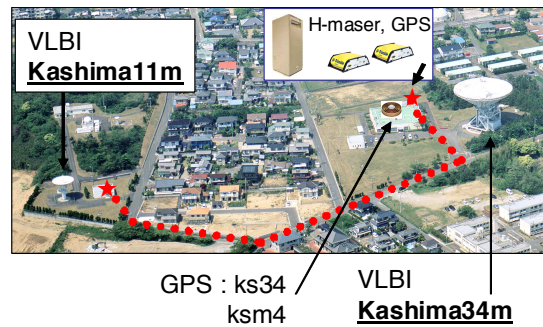 VLBI
Kashima11m
H-maser, GPS
GPS : ks34
ksm4
VLBI
Kashima34m